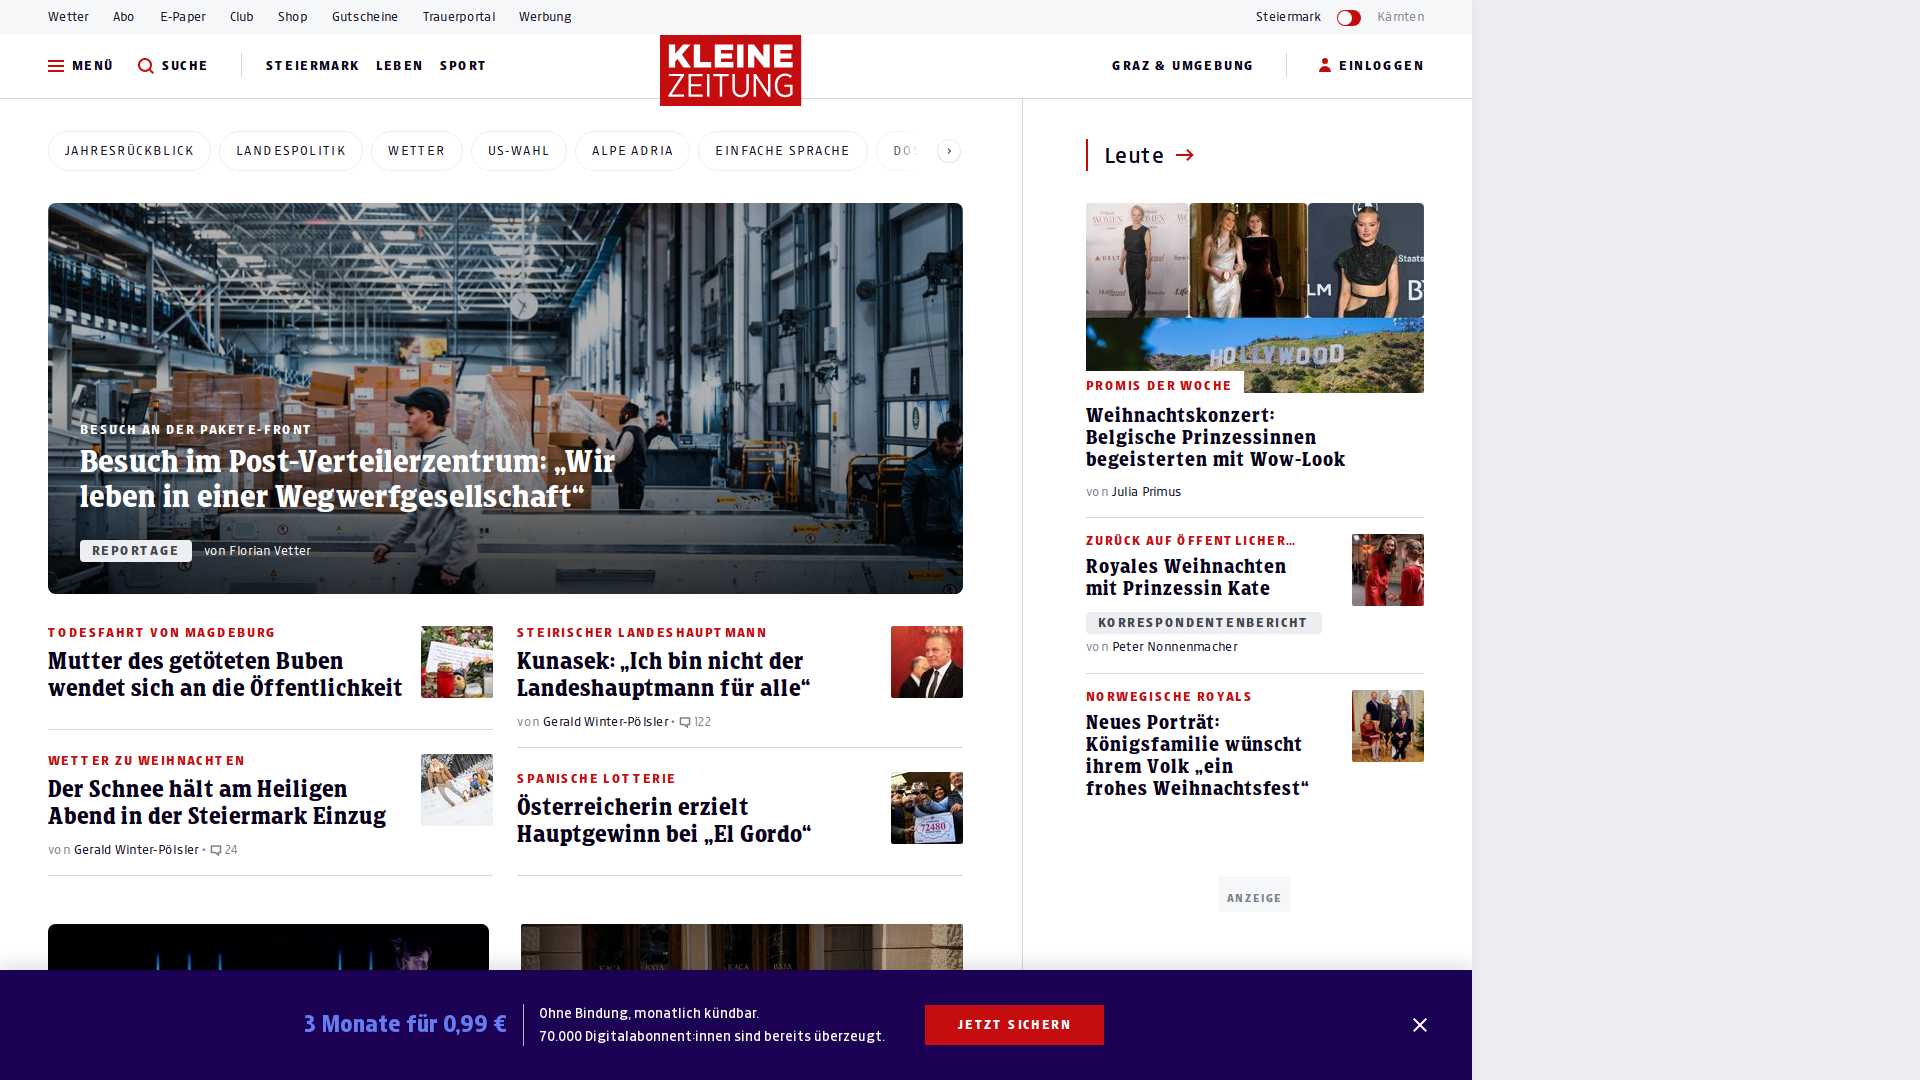 Wetter Abo E-Paper Club Shop Gutscheine Trauerportal Werbung
Steiermark Kärnten
MENÜ SUCHE STEIERMARK LEBEN SPORT
KLEINE
ZEITUNG
GRAZ & UMGEBUNG EINLOGGEN
JAHRESRÜCKBLICK LANDESPOLITIK WETTER US-WAHL ALPE ADRIA EINFACHE SPRACHE
BESUCH AN DER PAKETE-FRONT
Besuch im Post-Verteilerzentrum: „Wir
leben in einer Wegwerfgesellschaft“
REPORTAGE von Florian Vetter
TODESFAHRT VON MAGDEBURG
Mutter des getöteten Buben
wendet sich an die Öffentlichkeit
WETTER ZU WEIHNACHTEN
Der Schnee hält am Heiligen
Abend in der Steiermark Einzug
von Gerald Winter-Pölsler • 24
STEIRISCHER LANDESHAUPTMANN
Kunasek: „Ich bin nicht der
Landeshauptmann für alle“
von Gerald Winter-Pölsler • 122
SPANISCHE LOTTERIE
Österreicherin erzielt
Hauptgewinn bei „El Gordo“
72480
Leute
WOMEN
DELTA
Staats
LM
HOLLYWOOD
PROMIS DER WOCHE
Weihnachtskonzert:
Belgische Prinzessinnen
begeisterten mit Wow-Look
von Julia Primus
ZURÜCK AUF ÖFFENTLICHER…
Royales Weihnachten
mit Prinzessin Kate
KORRESPONDENTENBERICHT
von Peter Nonnenmacher
NORWEGISCHE ROYALS
Neues Porträt:
Königsfamilie wünscht
ihrem Volk „ein
frohes Weihnachtsfest“
ANZEIGE
3 Monate für 0,99 €
Ohne Bindung, monatlich kündbar.
70.000 Digitalabonnent:innen sind bereits überzeugt.
JETZT SICHERN